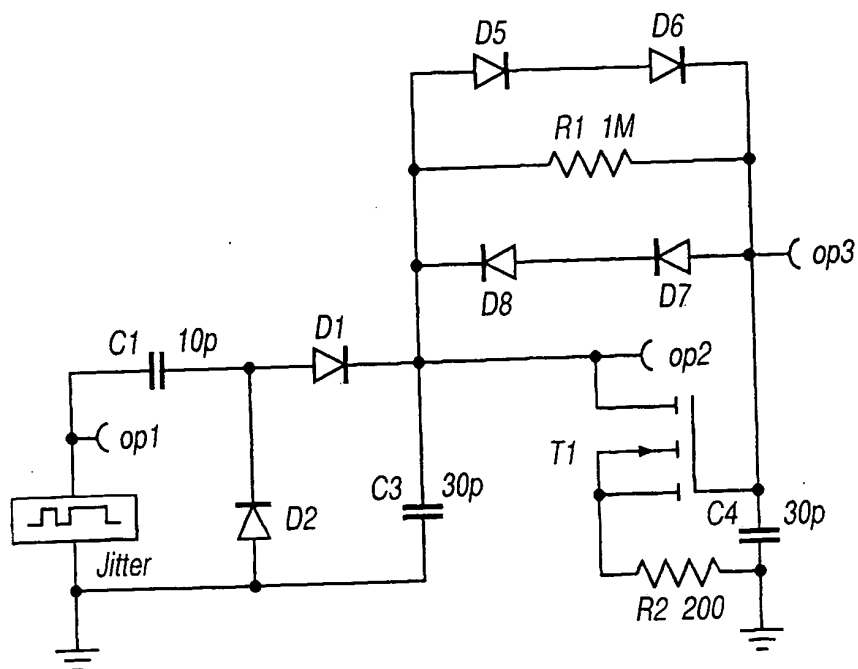 D5
D6
R1 1M
op3
D8
D7
C1 10p
D1
op2
op1
T1
C3 30p
D2
C4 30p
Jitter
R2 200